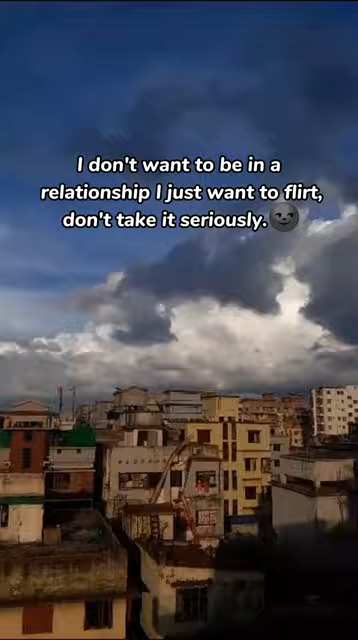 I don't want to be in a
relationship I just want to flirt,
don't take it seriously.🌚